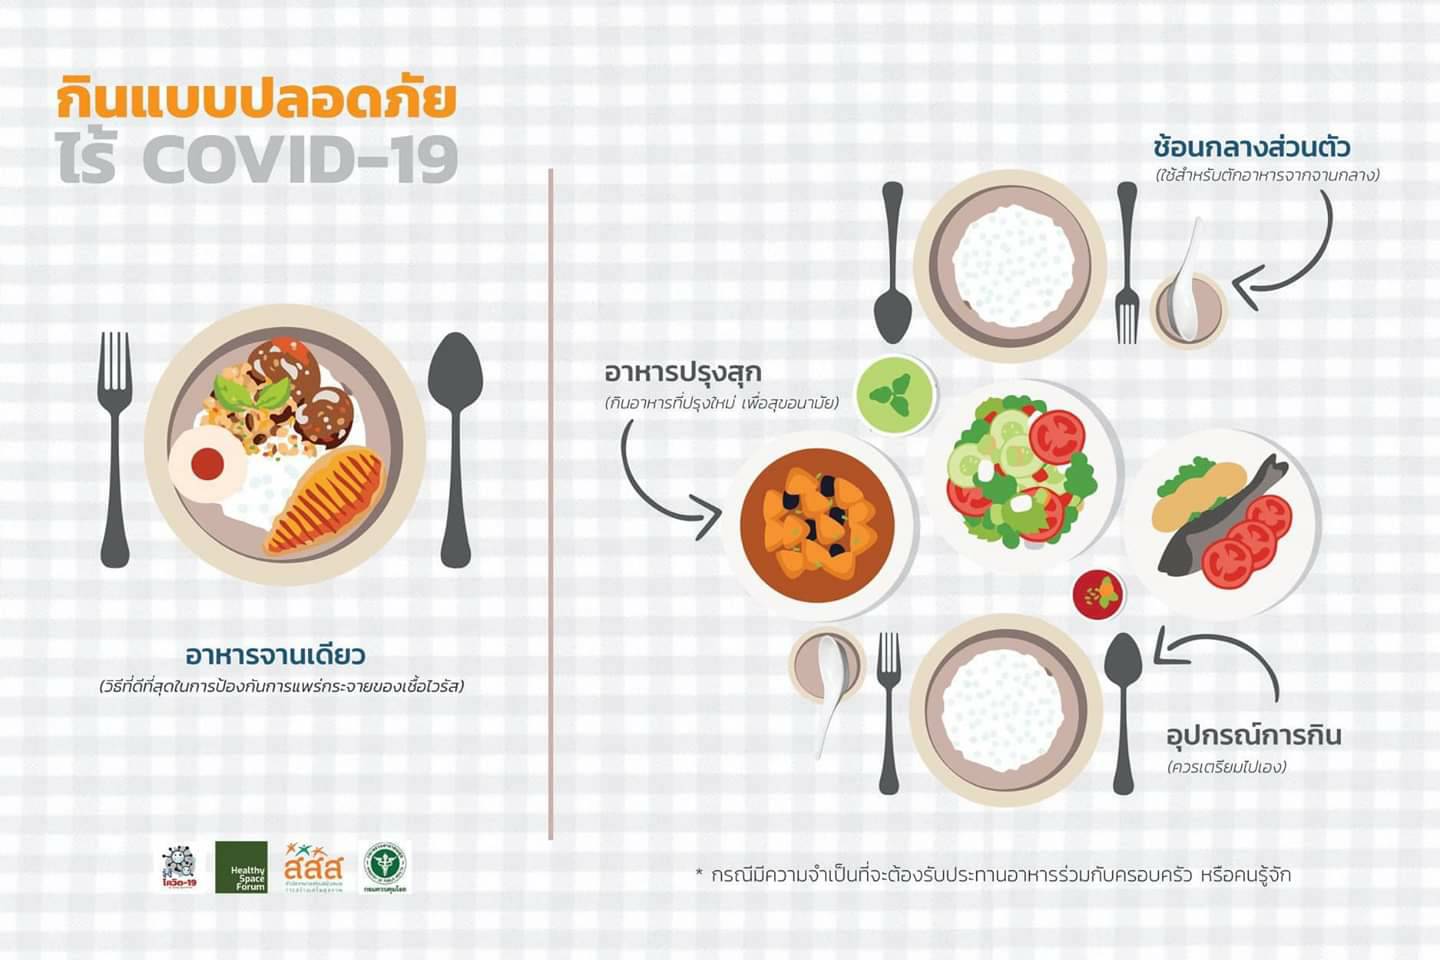 กินแบบปลอดภัย
ไร้ COVID-19
อาหารจานเดียว
(วิธีที่ดีที่สุดในการป้องกันการแพร่กระจายของเชื้อไวรัส)
ช้อนกลางส่วนตัว
(ใช้สำหรับตักอาหารจากจานกลาง)
อาหารปรุงสุก
(กินอาหารที่ปรุงใหม่ เพื่อสุขอนามัย)
อุปกรณ์การกิน
(ควรเตรียมไปเอง)
* กรณีมีความจำเป็นที่จะต้องรับประทานอาหารร่วมกับครอบครัว หรือคนรู้จัก
โควิด-19
Healthy
Space
Forum
สสส
กรมควบคุมโรค